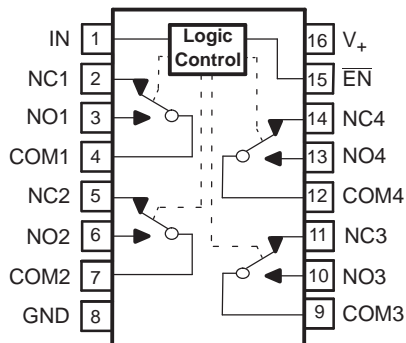 IN 1 Logic Control 16 V+
15 E̅N̅
NC1 2 14 NC4
NO1 3 13 NO4
COM1 4 12 COM4
NC2 5 11 NC3
NO2 6 10 NO3
COM2 7 9 COM3
GND 8